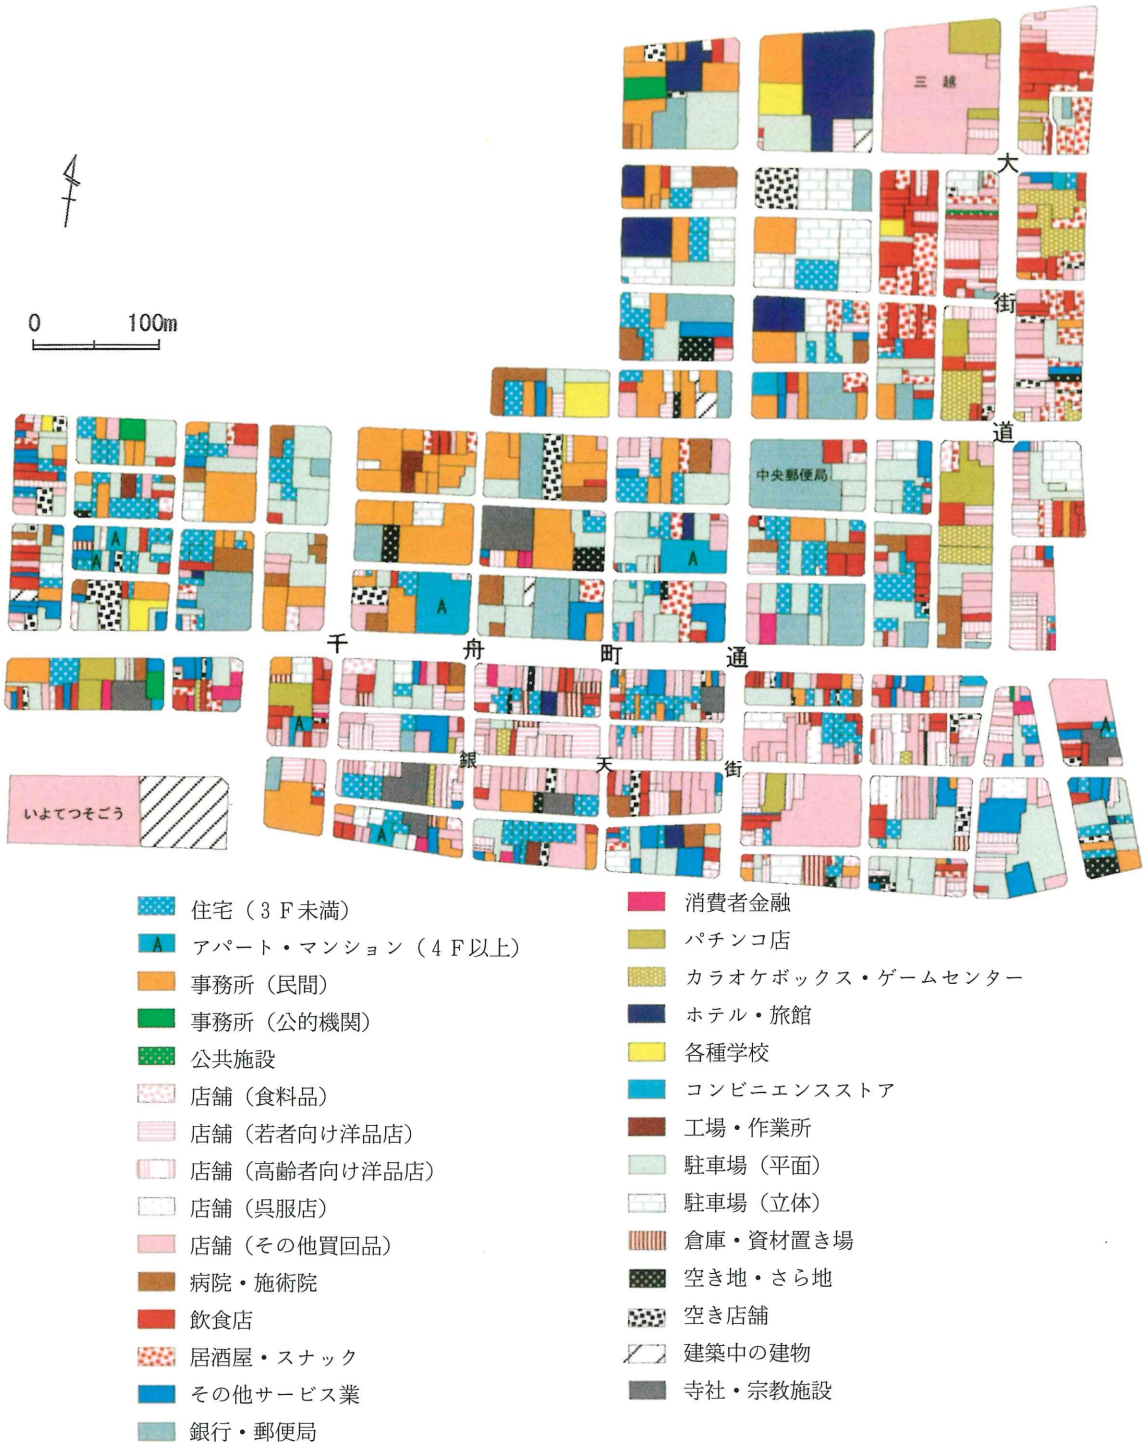 三越
大
街
道
0 100m
中央郵便局
A
A
A
A
千舟町通
A
A
銀天街
いよてつそごう
A
住宅(3F未満)
A アパート・マンション(4F以上)
事務所(民間)
事務所(公的機関)
公共施設
店舗(食料品)
店舗(若者向け洋品店)
店舗(高齢者向け洋品店)
店舗(呉服店)
店舗(その他買回品)
病院・施術院
飲食店
居酒屋・スナック
その他サービス業
銀行・郵便局
消費者金融
パチンコ店
カラオケボックス・ゲームセンター
ホテル・旅館
各種学校
コンビニエンスストア
工場・作業所
駐車場(平面)
駐車場(立体)
倉庫・資材置き場
空き地・さら地
空き店舗
建築中の建物
寺社・宗教施設